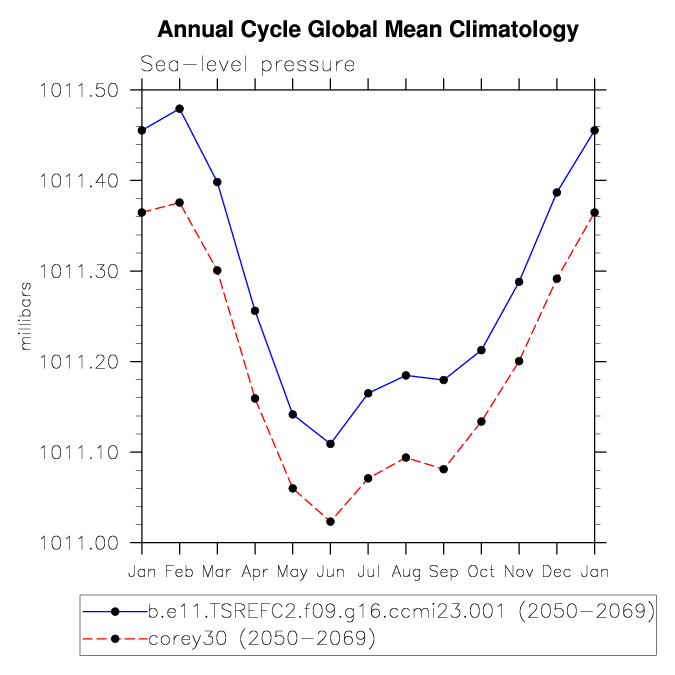 Annual Cycle Global Mean Climatology
Sea-level pressure
1011.50
1011.40
1011.30
1011.20
1011.10
1011.00
millibars
Jan Feb Mar Apr May Jun Jul Aug Sep Oct Nov Dec Jan
b.e11.TSREFC2.f09.g16.ccmi23.001 (2050-2069)
corey30 (2050-2069)